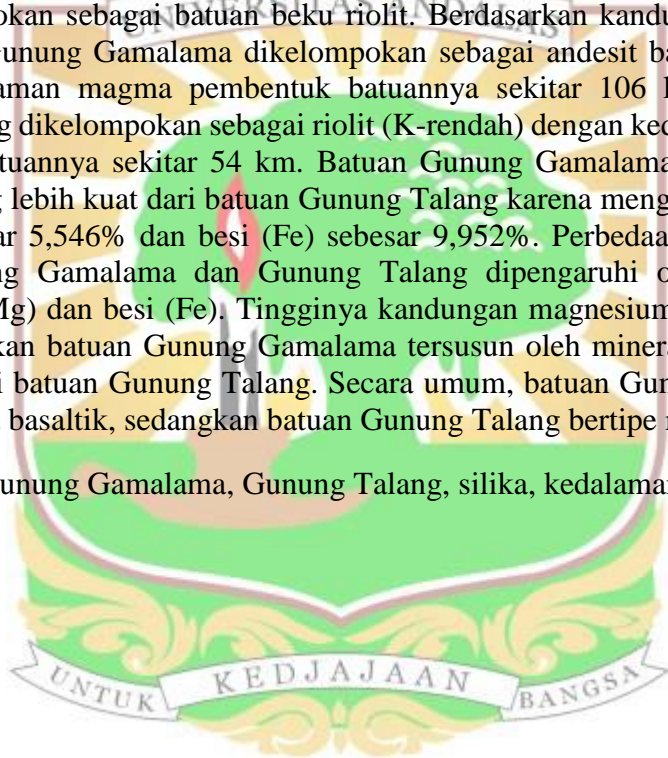 okan sebagai batuan beku riolit. Berdasarkan kandu
UNIVERSITAS ANDALAS
unung Gamalama dikelompokan sebagai andesit ba
aman magma pembentuk batuannya sekitar 106
g dikelompokan sebagai riolit (K-rendah) dengan ked
tuannya sekitar 54 km. Batuan Gunung Gamalama
g lebih kuat dari batuan Gunung Talang karena meng
ar 5,546% dan besi (Fe) sebesar 9,952%. Perbedaa
ng Gamalama dan Gunung Talang dipengaruhi o
Mg) dan besi (Fe). Tingginya kandungan magnesium
kan batuan Gunung Gamalama tersusun oleh minera
i batuan Gunung Talang. Secara umum, batuan Gun
basaltik, sedangkan batuan Gunung Talang bertipe
unung Gamalama, Gunung Talang, silika, kedalaman
UNTUK KEDJAJAAN BANGSA